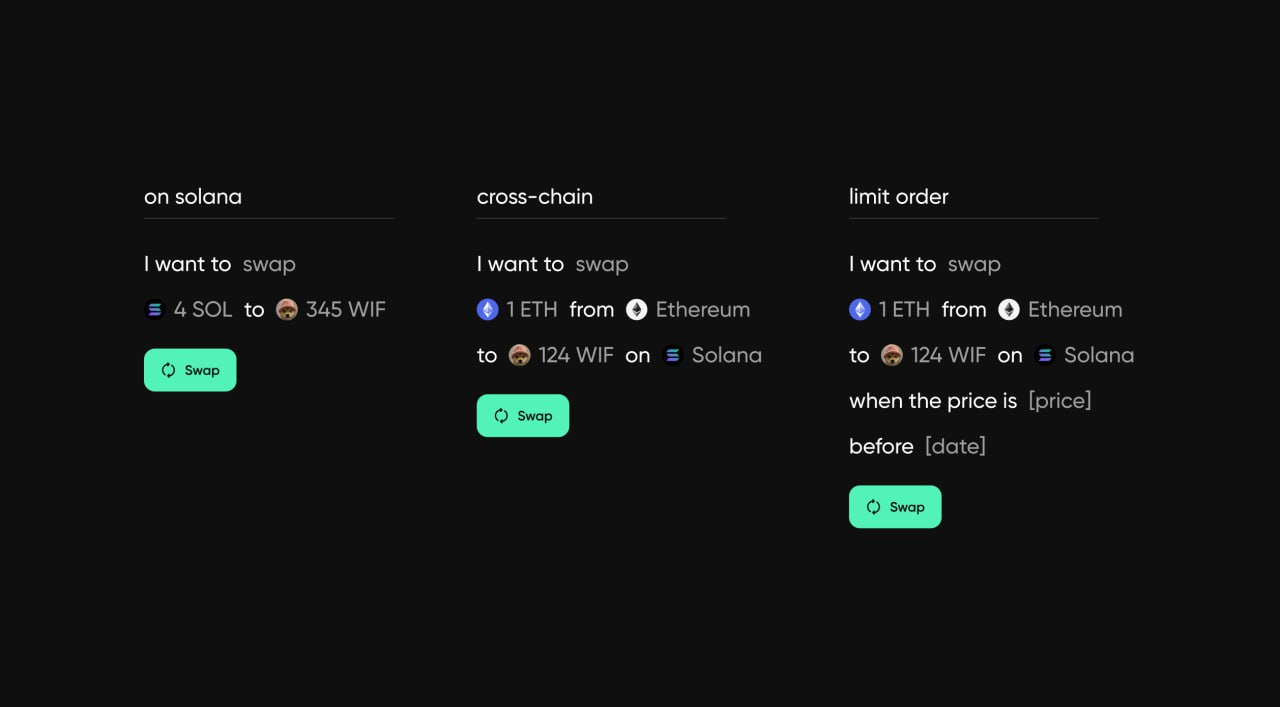 on solana
I want to swap
4 SOL to 345 WIF
Swap
cross-chain
I want to swap
1 ETH from Ethereum
to 124 WIF on Solana
Swap
limit order
I want to swap
1 ETH from Ethereum
to 124 WIF on Solana
when the price is [price]
before [date]
Swap